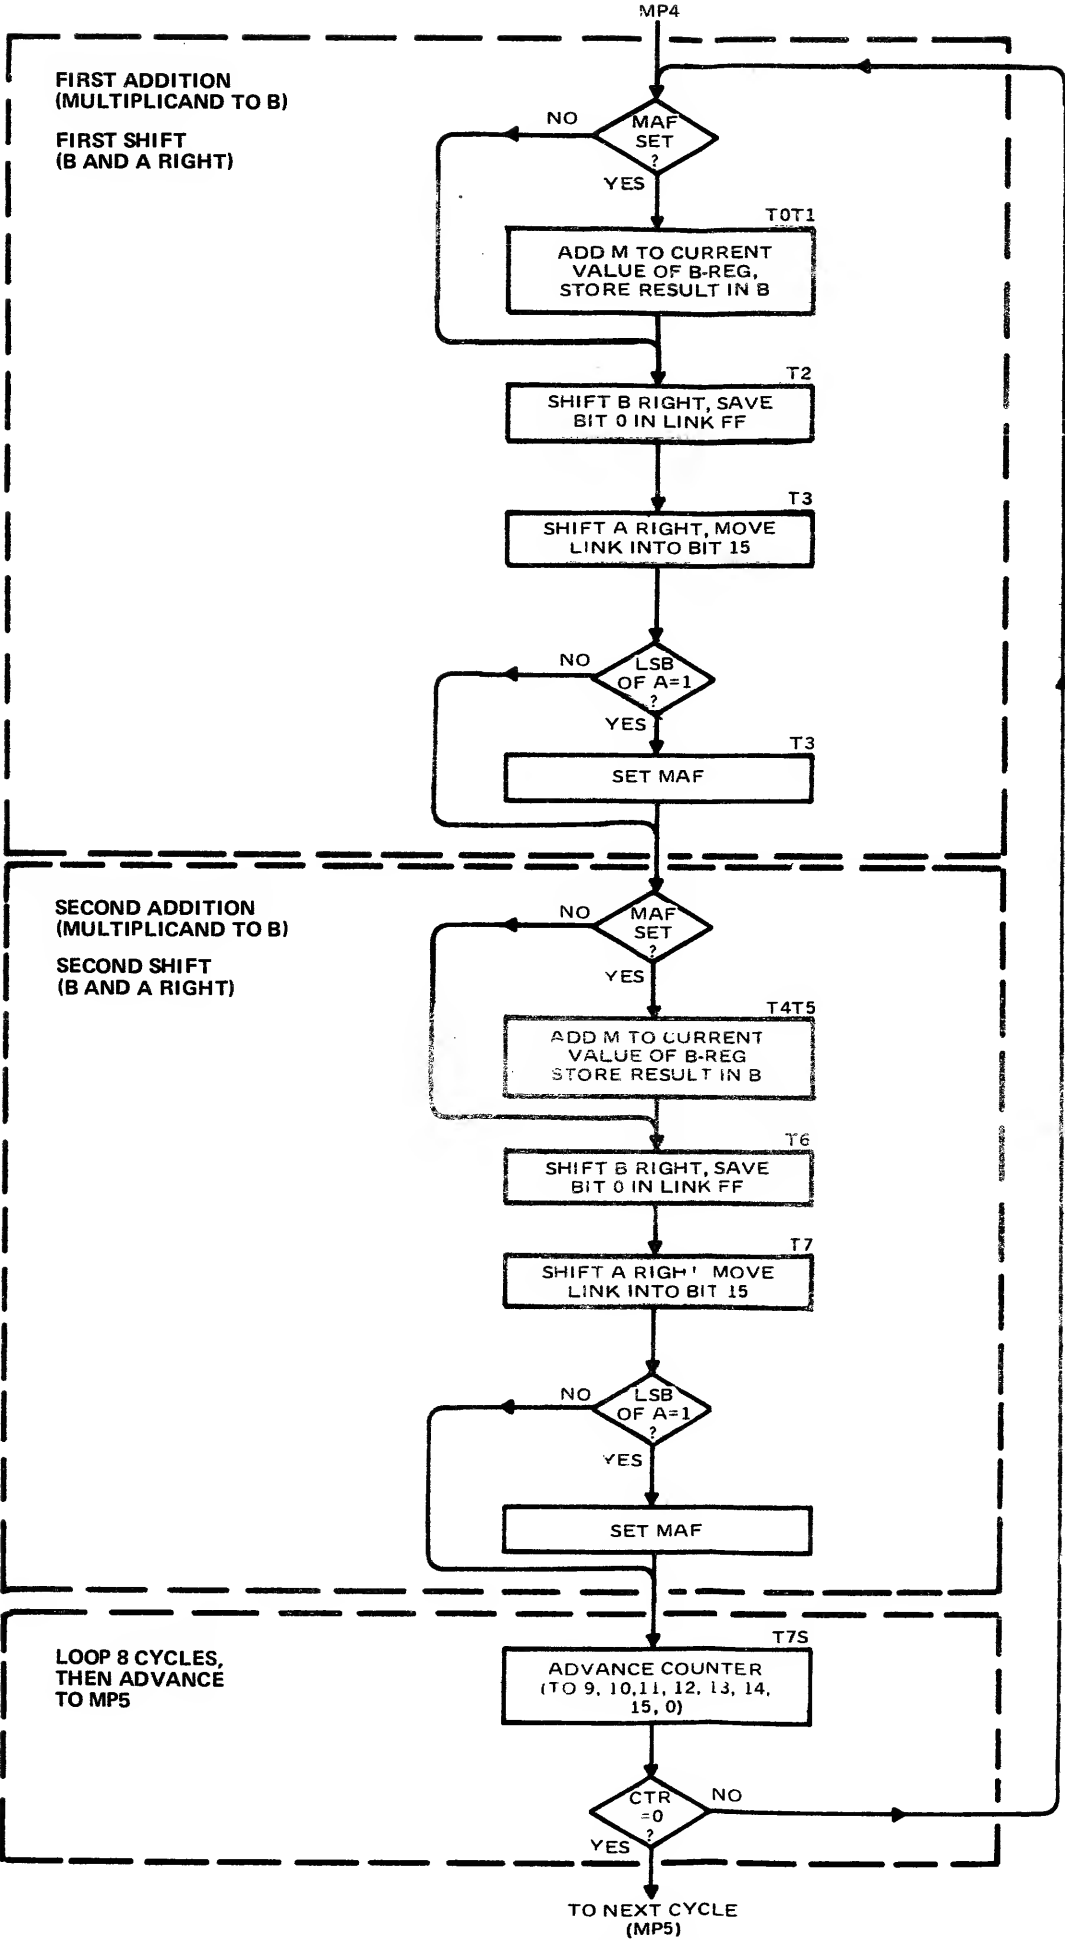 MP4
FIRST ADDITION
(MULTIPLICAND TO B)
FIRST SHIFT
(B AND A RIGHT)
NO
MAF
SET
?
YES
T0T1
ADD M TO CURRENT
VALUE OF B-REG,
STORE RESULT IN B
T2
SHIFT B RIGHT, SAVE
BIT 0 IN LINK FF
T3
SHIFT A RIGHT, MOVE
LINK INTO BIT 15
NO
LSB
OF A=1
?
YES
T3
SET MAF
SECOND ADDITION
(MULTIPLICAND TO B)
SECOND SHIFT
(B AND A RIGHT)
NO
MAF
SET
?
YES
T4T5
ADD M TO CURRENT
VALUE OF B-REG
STORE RESULT IN B
T6
SHIFT B RIGHT, SAVE
BIT 0 IN LINK FF
T7
SHIFT A RIGHT MOVE
LINK INTO BIT 15
NO
LSB
OF A=1
?
YES
SET MAF
LOOP 8 CYCLES,
THEN ADVANCE
TO MP5
T7S
ADVANCE COUNTER
(TO 9, 10,11, 12, 13, 14,
15, 0)
CTR
=0
?
NO
YES
TO NEXT CYCLE
(MP5)